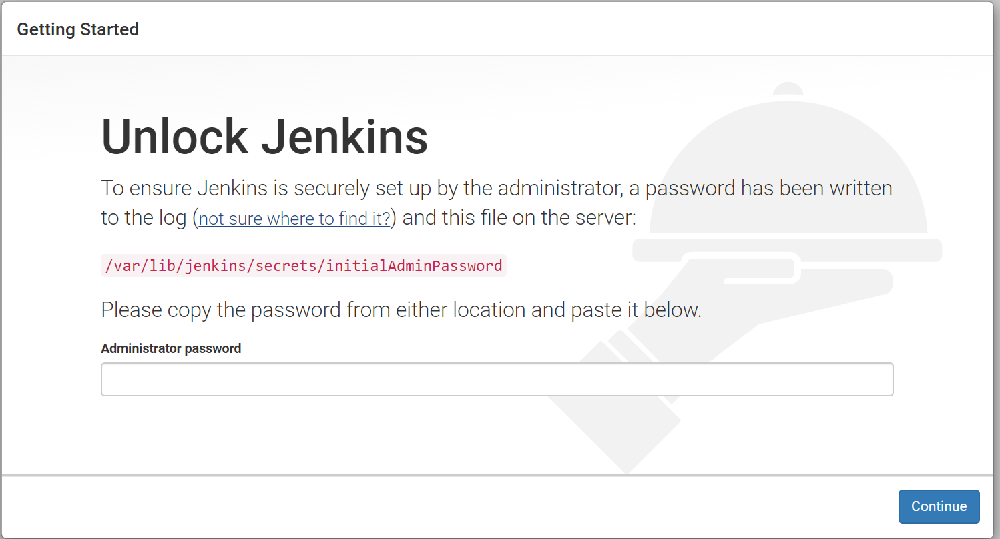 Getting Started
Unlock Jenkins
To ensure Jenkins is securely set up by the administrator, a password has been written
to the log (not sure where to find it?) and this file on the server:
/var/lib/jenkins/secrets/initialAdminPassword
Please copy the password from either location and paste it below.
Administrator password
Continue